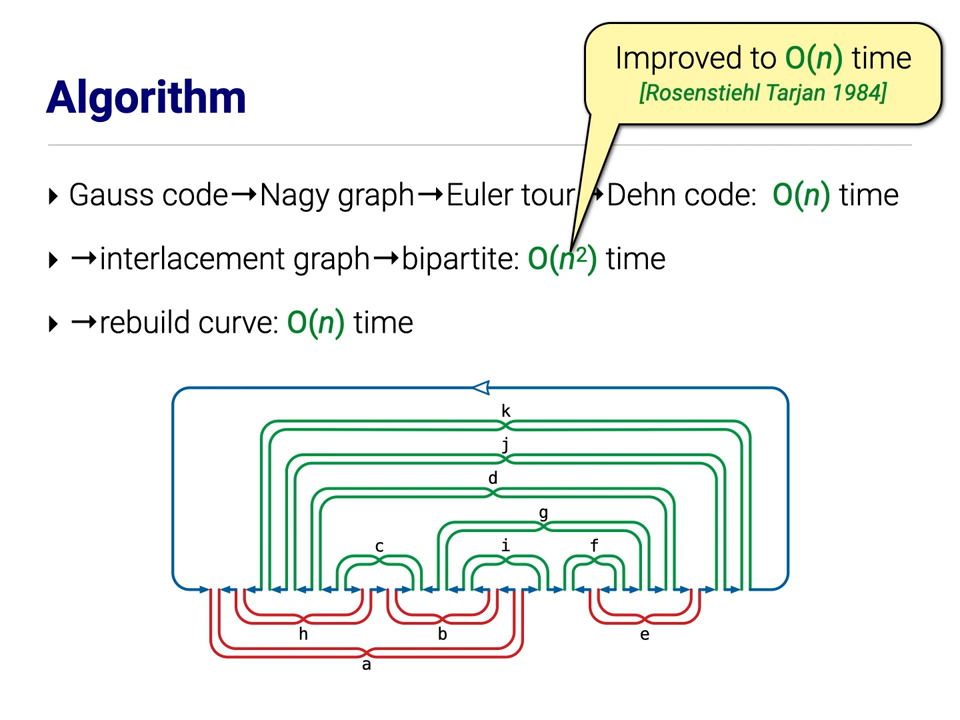 Improved to O(n) time
[Rosenstiehl Tarjan 1984]
Algorithm
‣ Gauss code→Nagy graph→Euler tour→Dehn code: O(n) time
‣ →interlacement graph→bipartite: O(n²) time
‣ →rebuild curve: O(n) time
k
j
d
g
c i f
h b e
a